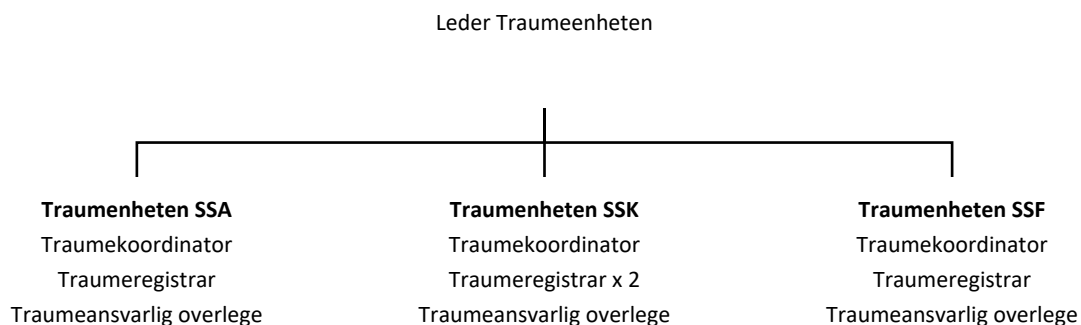 Leder Traumeenheten
Traumenheten SSA
Traumekoordinator
Traumeregistrar
Traumeansvarlig overlege
Traumenheten SSK
Traumekoordinator
Traumeregistrar x 2
Traumeansvarlig overlege
Traumenheten SSF
Traumekoordinator
Traumeregistrar
Traumeansvarlig overlege